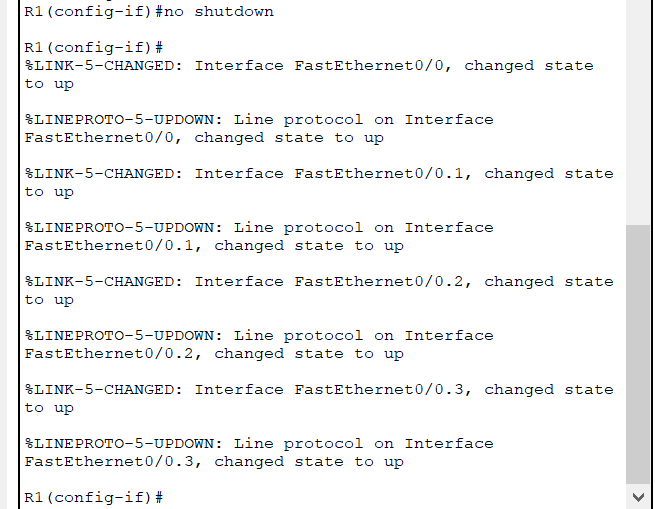 R1(config-if)#no shutdown
R1(config-if)#
%LINK-5-CHANGED: Interface FastEthernet0/0, changed state
to up
%LINEPROTO-5-UPDOWN: Line protocol on Interface
FastEthernet0/0, changed state to up
%LINK-5-CHANGED: Interface FastEthernet0/0.1, changed state
to up
%LINEPROTO-5-UPDOWN: Line protocol on Interface
FastEthernet0/0.1, changed state to up
%LINK-5-CHANGED: Interface FastEthernet0/0.2, changed state
to up
%LINEPROTO-5-UPDOWN: Line protocol on Interface
FastEthernet0/0.2, changed state to up
%LINK-5-CHANGED: Interface FastEthernet0/0.3, changed state
to up
%LINEPROTO-5-UPDOWN: Line protocol on Interface
FastEthernet0/0.3, changed state to up
R1(config-if)#